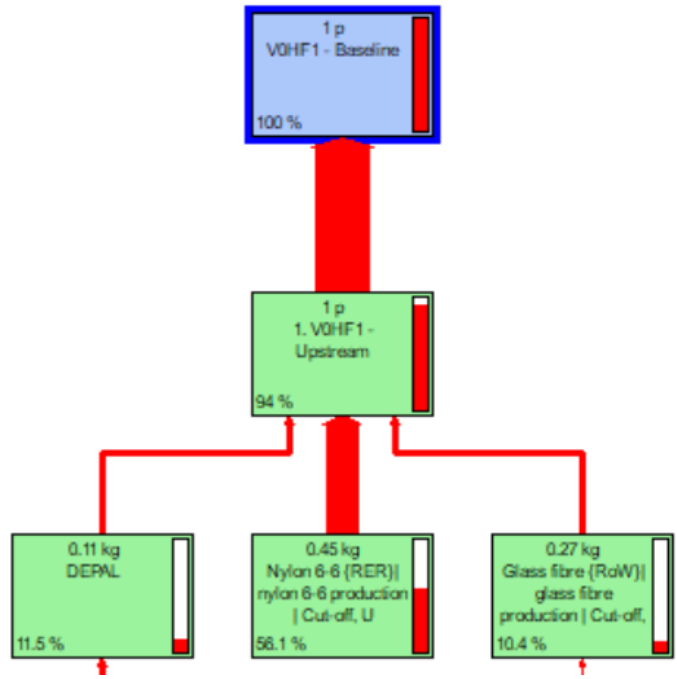 1 p
V0HF1 - Baseline
100 %
1 p
1. V0HF1 -
Upstream
94 %
0.11 kg
DEPAL
11.5 %
0.45 kg
Nylon 6-6 {RER}|
nylon 6-6 production
| Cut-off, U
56.1 %
0.27 kg
Glass fibre {RoW}|
glass fibre
production | Cut-off,
10.4 %